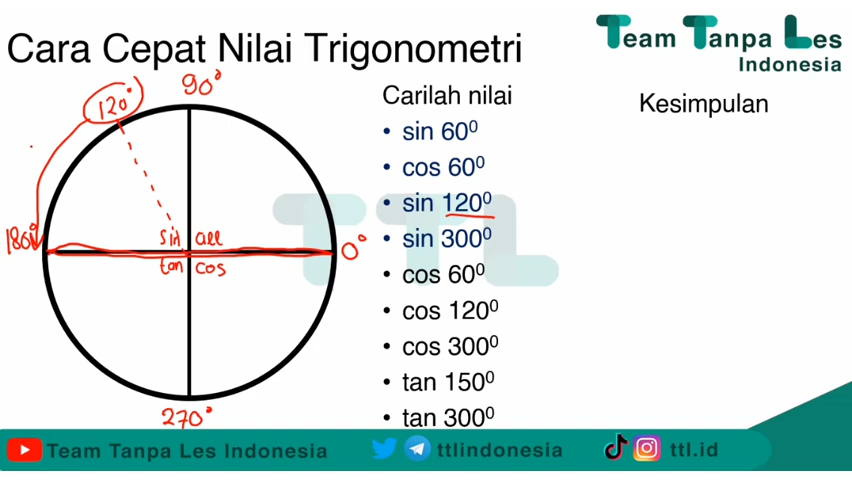 Cara Cepat Nilai Trigonometri
Team Tanpa Les
Indonesia
90°
120°
180°
0°
sin all
tan cos
270°
Carilah nilai
• sin 60⁰
• cos 60⁰
• sin 120⁰
• sin 300⁰
• cos 60⁰
• cos 120⁰
• cos 300⁰
• tan 150⁰
• tan 300⁰
Kesimpulan
TTL
Team Tanpa Les Indonesia
ttlindonesia
ttl.id